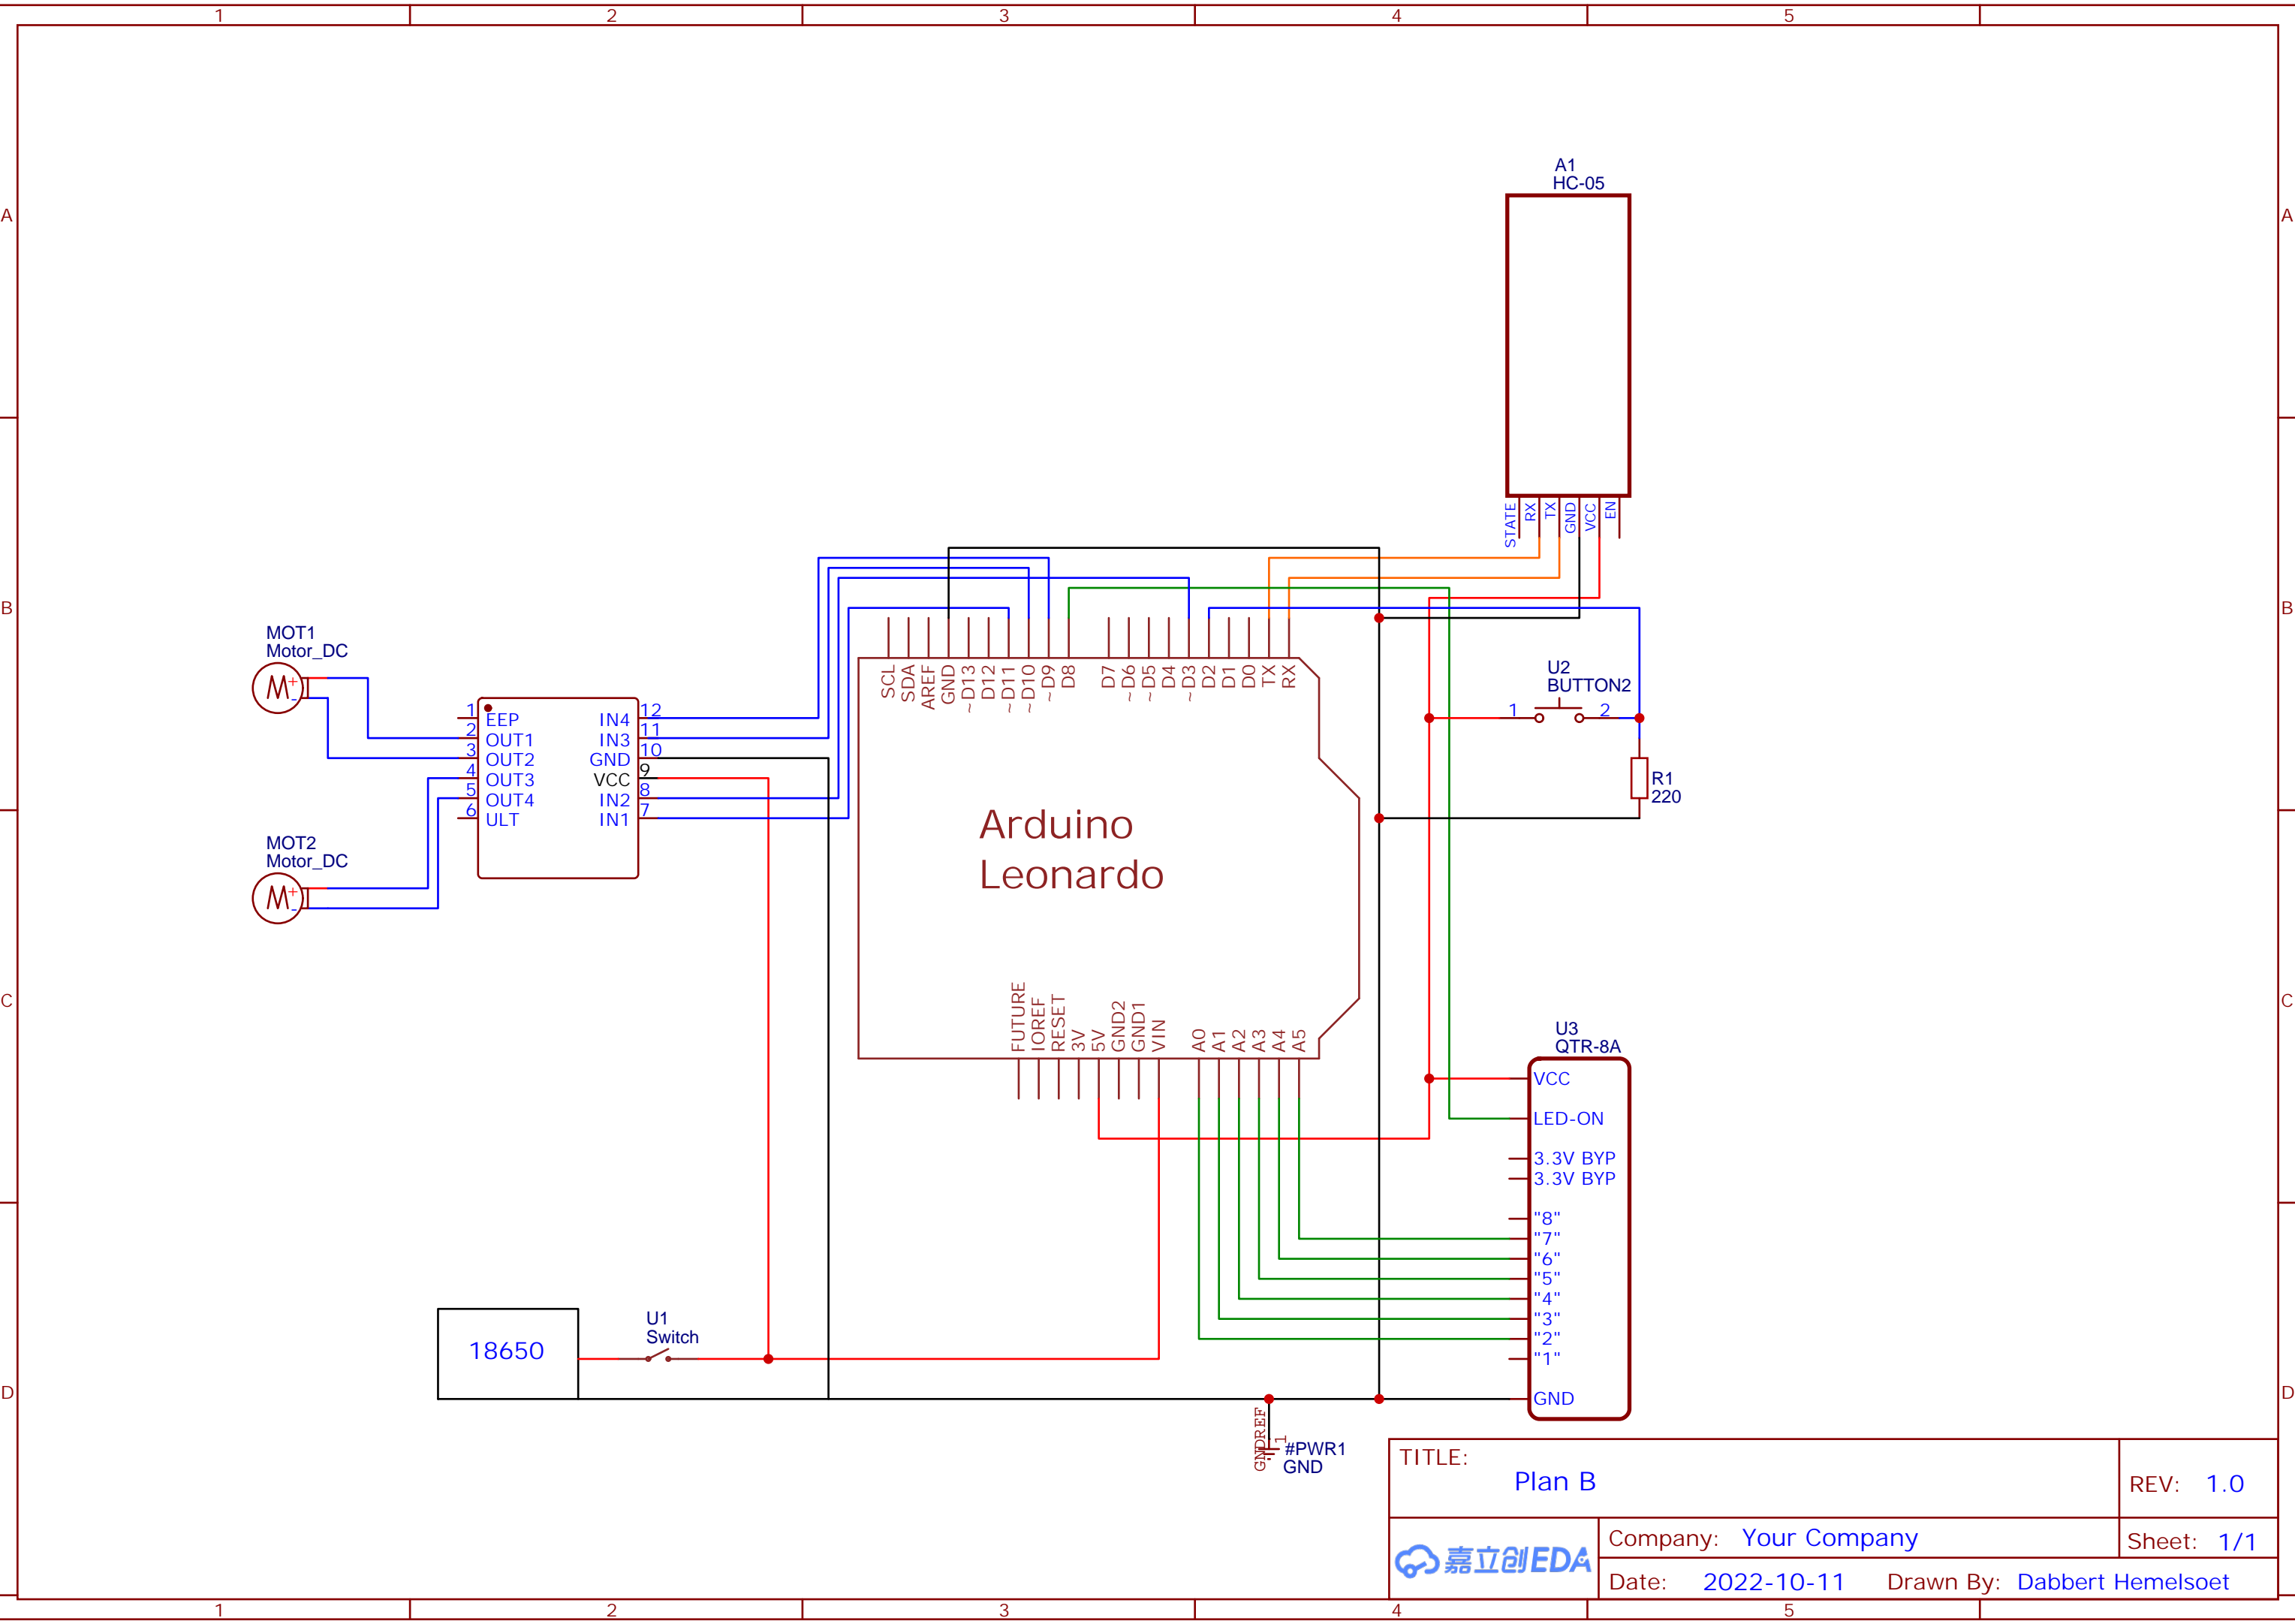 1 2 3 4 5
A A
B B
C C
D D
A1
HC-05
STATE
RX
TX
GND
VCC
EN
MOT1
Motor_DC
M
+
-
MOT2
Motor_DC
M
+
-
1 EEP
2 OUT1
3 OUT2
4 OUT3
5 OUT4
6 ULT
IN4 12
IN3 11
GND 10
VCC 9
IN2 8
IN1 7
SCL
SDA
AREF
GND
~D13
D12
~D11
~D10
~D9
D8
D7
~D6
~D5
D4
~D3
D2
D1
D0
TX
RX
Arduino
Leonardo
FUTURE
IOREF
RESET
3V
5V
GND2
GND1
VIN
A0
A1
A2
A3
A4
A5
U2
BUTTON2
1 2
R1
220
U3
QTR-8A
VCC
LED-ON
3.3V BYP
3.3V BYP
"8"
"7"
"6"
"5"
"4"
"3"
"2"
"1"
GND
18650
U1
Switch
GNDREF
1
#PWR1
GND
TITLE:
Plan B
REV: 1.0
嘉立创EDA
Company: Your Company
Sheet: 1/1
Date: 2022-10-11
Drawn By: Dabbert Hemelsoet
1 2 3 4 5